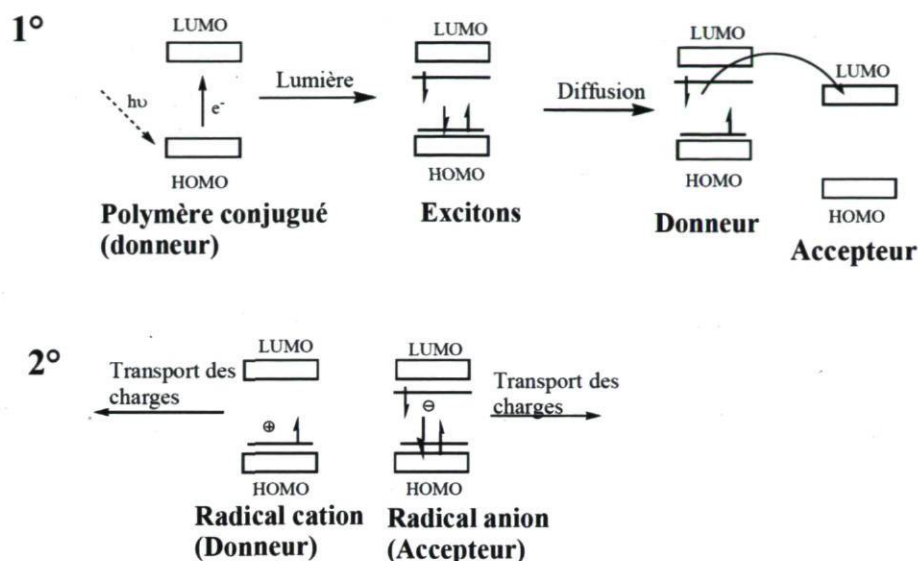 1°
LUMO
hυ
e-
HOMO
Polymère conjugué
(donneur)
Lumière
LUMO
HOMO
Excitons
Diffusion
LUMO
HOMO
Donneur
LUMO
HOMO
Accepteur
2°
Transport des
charges
LUMO
⊕
HOMO
Radical cation
(Donneur)
LUMO
⊖
HOMO
Radical anion
(Accepteur)
Transport des
charges